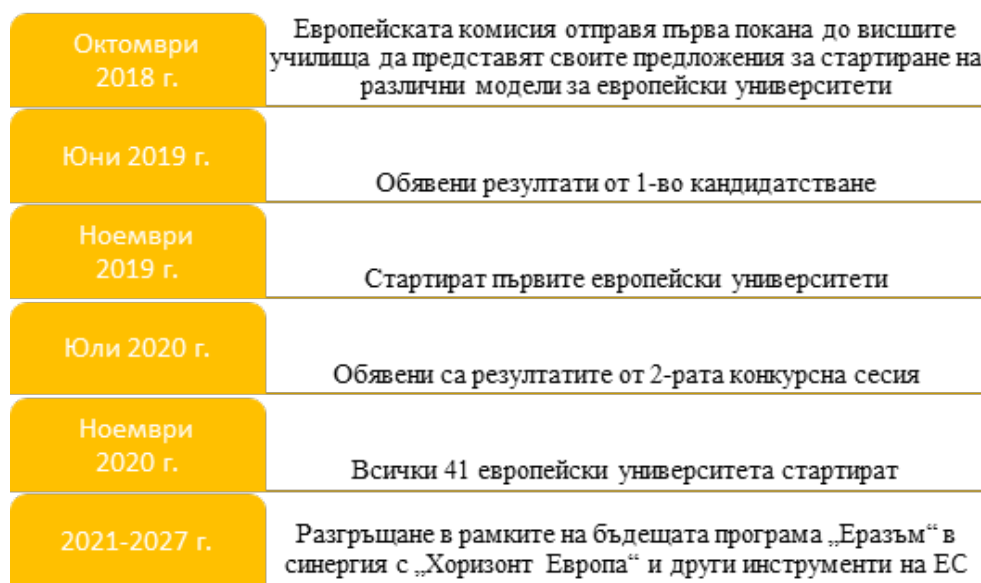 Октомври
2018 г.
Европейската комисия отправя първа покана до висшите
училища да представят своите предложения за стартиране на
различни модели за европейски университети
Юни 2019 г.
Обявени резултати от 1-во кандидатстване
Ноември
2019 г.
Стартират първите европейски университети
Юли 2020 г.
Обявени са резултатите от 2-рата конкурсна сесия
Ноември
2020 г.
Всички 41 европейски университета стартират
2021-2027 г.
Разгръщане в рамките на бъдещата програма „Еразъм“ в
синергия с „Хоризонт Европа“ и други инструменти на ЕС